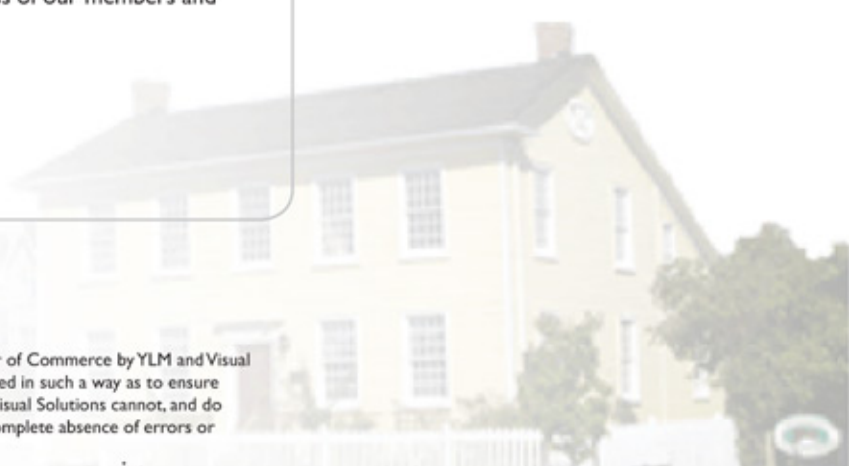 of our members and
of Commerce by YLM and Visual
ed in such a way as to ensure
isual Solutions cannot, and do
mplete absence of errors or